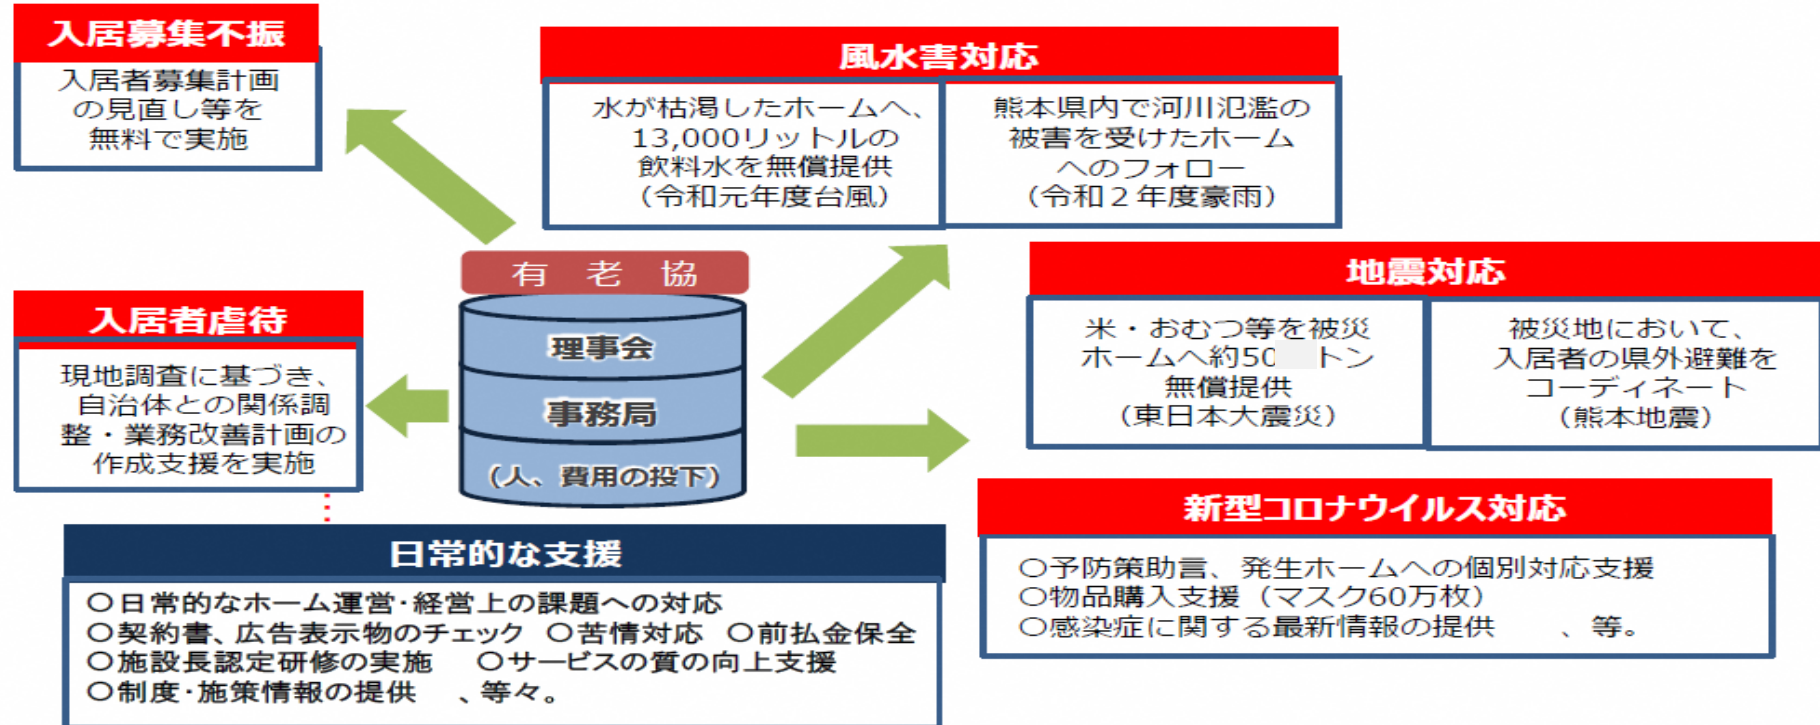 入居募集不振
入居者募集計画
の見直し等を
無料で実施
風水害対応
水が枯渇したホームへ、
13,000リットルの
飲料水を無償提供
（令和元年度台風）
熊本県内で河川氾濫の
被害を受けたホーム
へのフォロー
（令和２年度豪雨）
有　老　協
理事会
事務局
（人、費用の投下）
入居者虐待
現地調査に基づき、
自治体との関係調
整・業務改善計画の
作成支援を実施
地震対応
米・おむつ等を被災
ホームへ約50　トン
無償提供
（東日本大震災）
被災地において、
入居者の県外避難を
コーディネート
（熊本地震）
新型コロナウイルス対応
○予防策助言、発生ホームへの個別対応支援
○物品購入支援（マスク60万枚）
○感染症に関する最新情報の提供　　、等。
日常的な支援
○日常的なホーム運営･経営上の課題への対応
○契約書、広告表示物のチェック　○苦情対応　○前払金保全
○施設長認定研修の実施　　○サービスの質の向上支援
○制度･施策情報の提供　、等々。